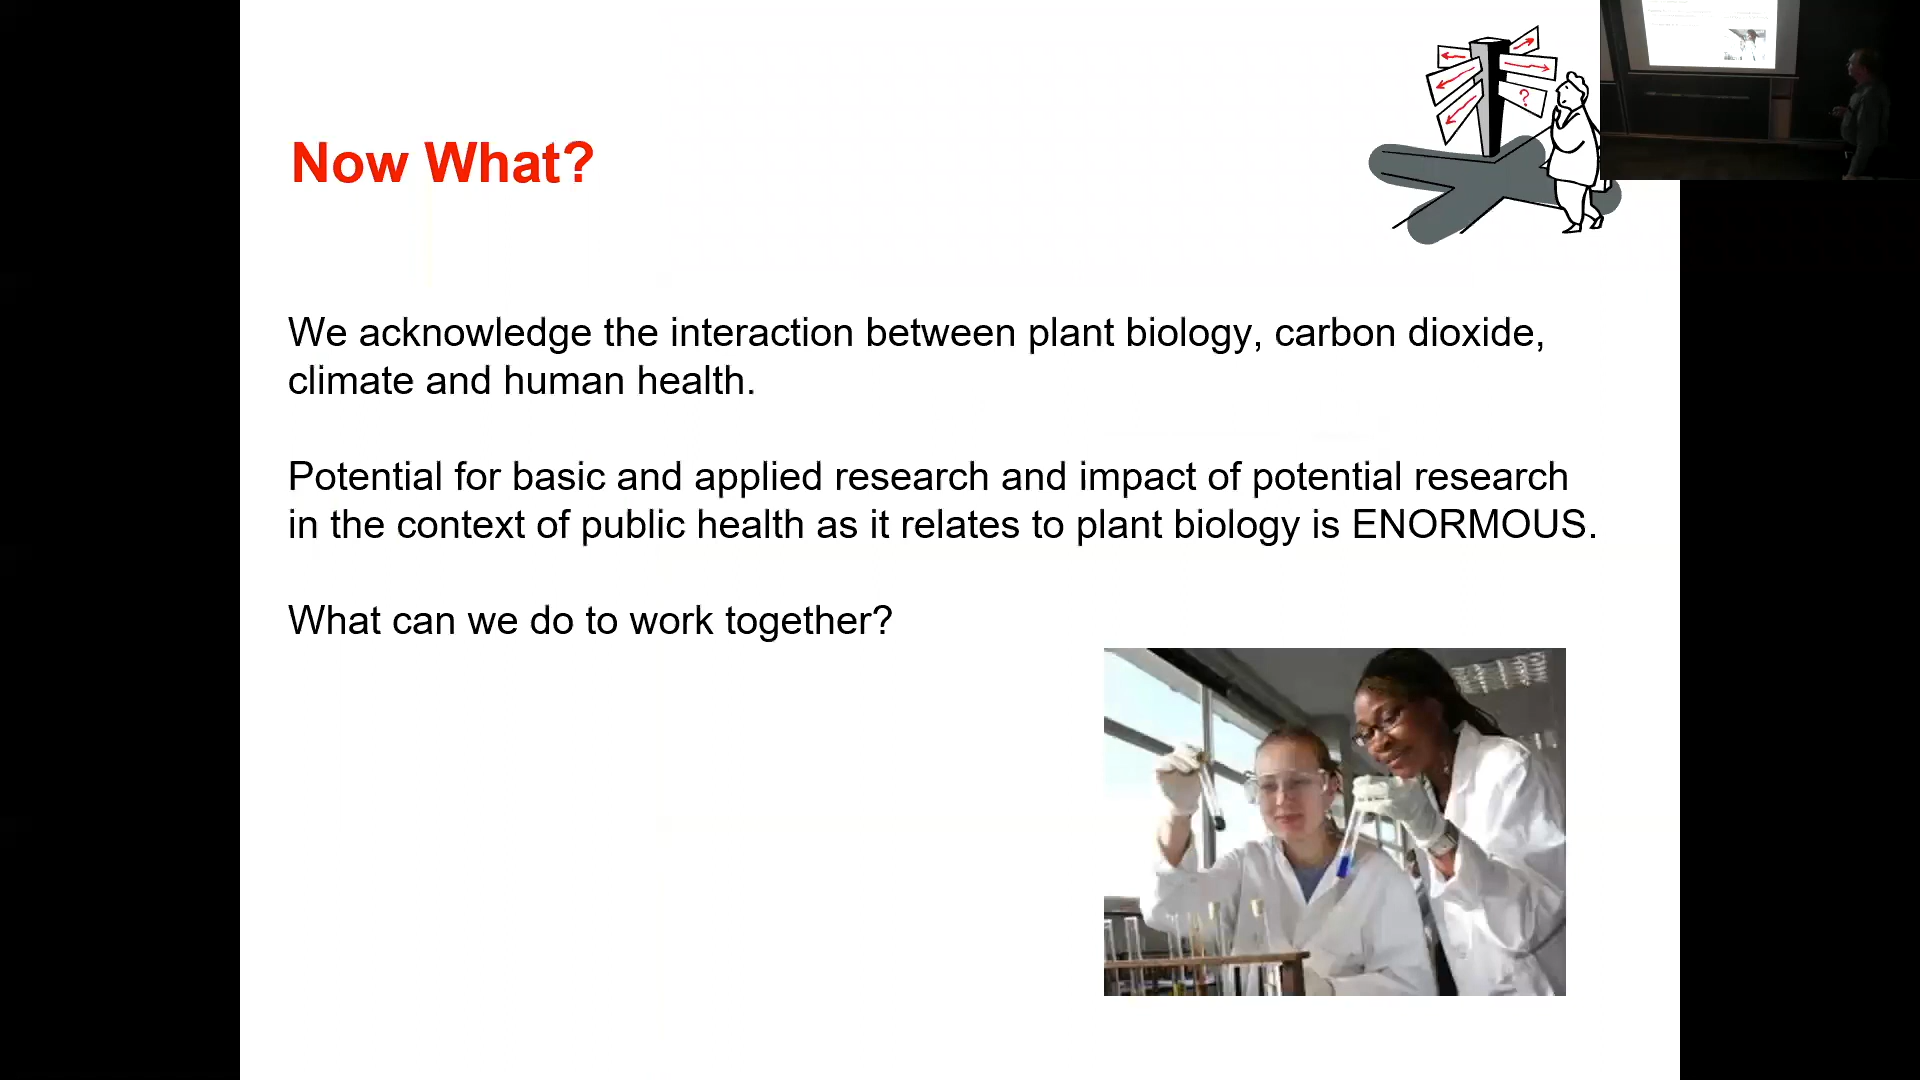 ?
Now What?
We acknowledge the interaction between plant biology, carbon dioxide,
climate and human health.
Potential for basic and applied research and impact of potential research
in the context of public health as it relates to plant biology is ENORMOUS.
What can we do to work together?